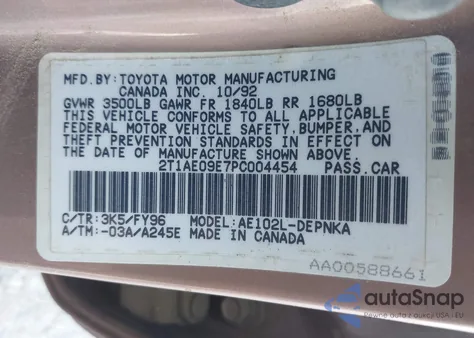 MFD.BY: TOYOTA MOTOR MANUFACTURING
CANADA INC. 10/92
GVWR 3500LB GAWR FR 1840LB RR 1680LB
THIS VEHICLE CONFORMS TO ALL APPLICABLE
FEDERAL MOTOR VEHICLE SAFETY, BUMPER, AND
THEFT PREVENTION STANDARDS IN EFFECT ON
THE DATE OF MANUFACTURE SHOWN ABOVE.
2T1AE09E7PC004454 PASS.CAR
C/TR: 3K5/FY96 MODEL: AE102L-DEPNKA
A/TM: -03A/A245E MADE IN CANADA
AA00588661
autoSnap